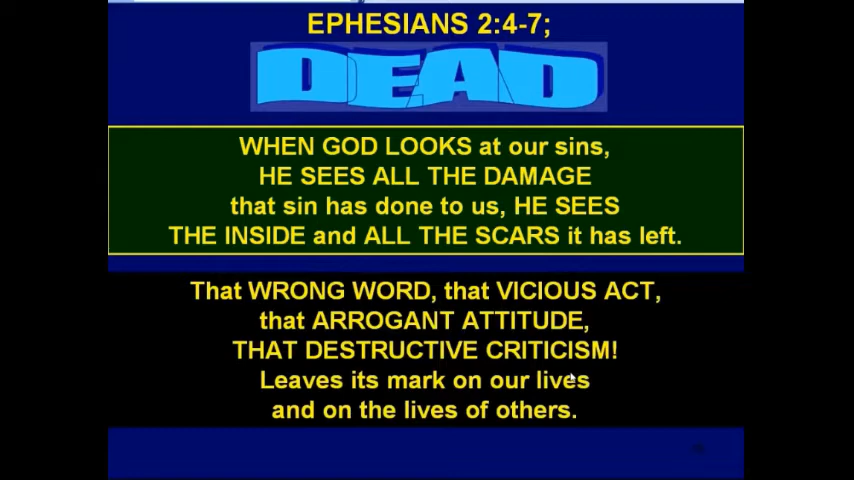 EPHESIANS 2:4-7;
DEAD
WHEN GOD LOOKS at our sins,
HE SEES ALL THE DAMAGE
that sin has done to us, HE SEES
THE INSIDE and ALL THE SCARS it has left.
That WRONG WORD, that VICIOUS ACT,
that ARROGANT ATTITUDE,
THAT DESTRUCTIVE CRITICISM!
Leaves its mark on our lives
and on the lives of others.